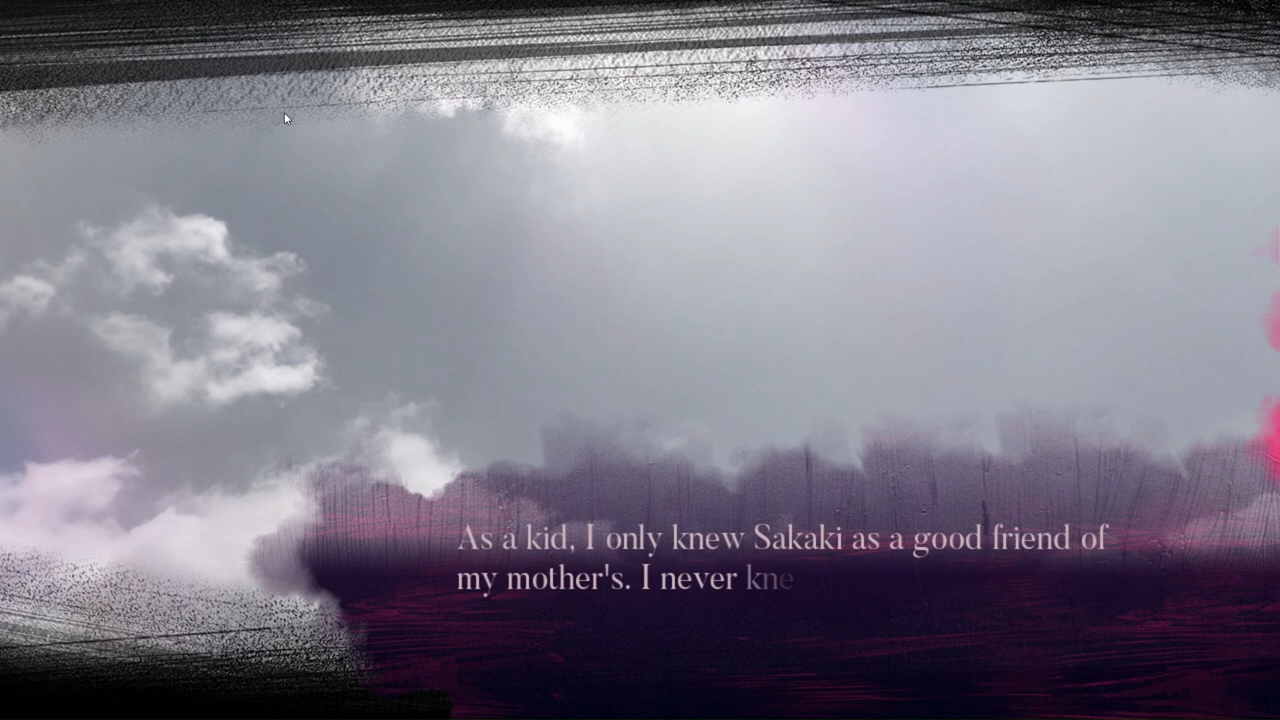 As a kid, I only knew Sakaki as a good friend of
my mother's. I never kne